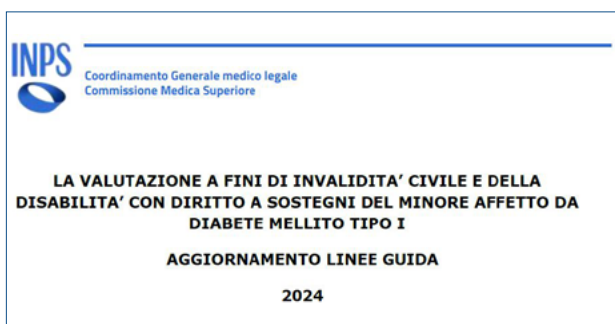 INPS
Coordinamento Generale medico legale
Commissione Medica Superiore
LA VALUTAZIONE A FINI DI INVALIDITA’ CIVILE E DELLA
DISABILITA’ CON DIRITTO A SOSTEGNI DEL MINORE AFFETTO DA
DIABETE MELLITO TIPO I
AGGIORNAMENTO LINEE GUIDA
2024